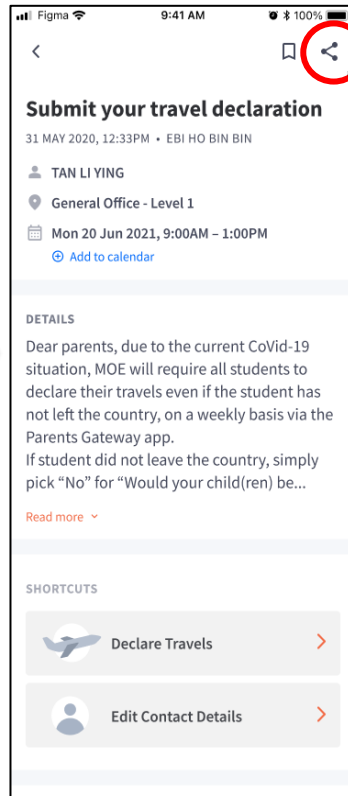 Figma 9:41 AM 100%
Submit your travel declaration
31 MAY 2020, 12:33PM • EBI HO BIN BIN
TAN LI YING
General Office - Level 1
Mon 20 Jun 2021, 9:00AM – 1:00PM
Add to calendar
DETAILS
Dear parents, due to the current CoVid-19
situation, MOE will require all students to
declare their travels even if the student has
not left the country, on a weekly basis via the
Parents Gateway app.
If student did not leave the country, simply
pick “No” for “Would your child(ren) be...
Read more
SHORTCUTS
Declare Travels
Edit Contact Details